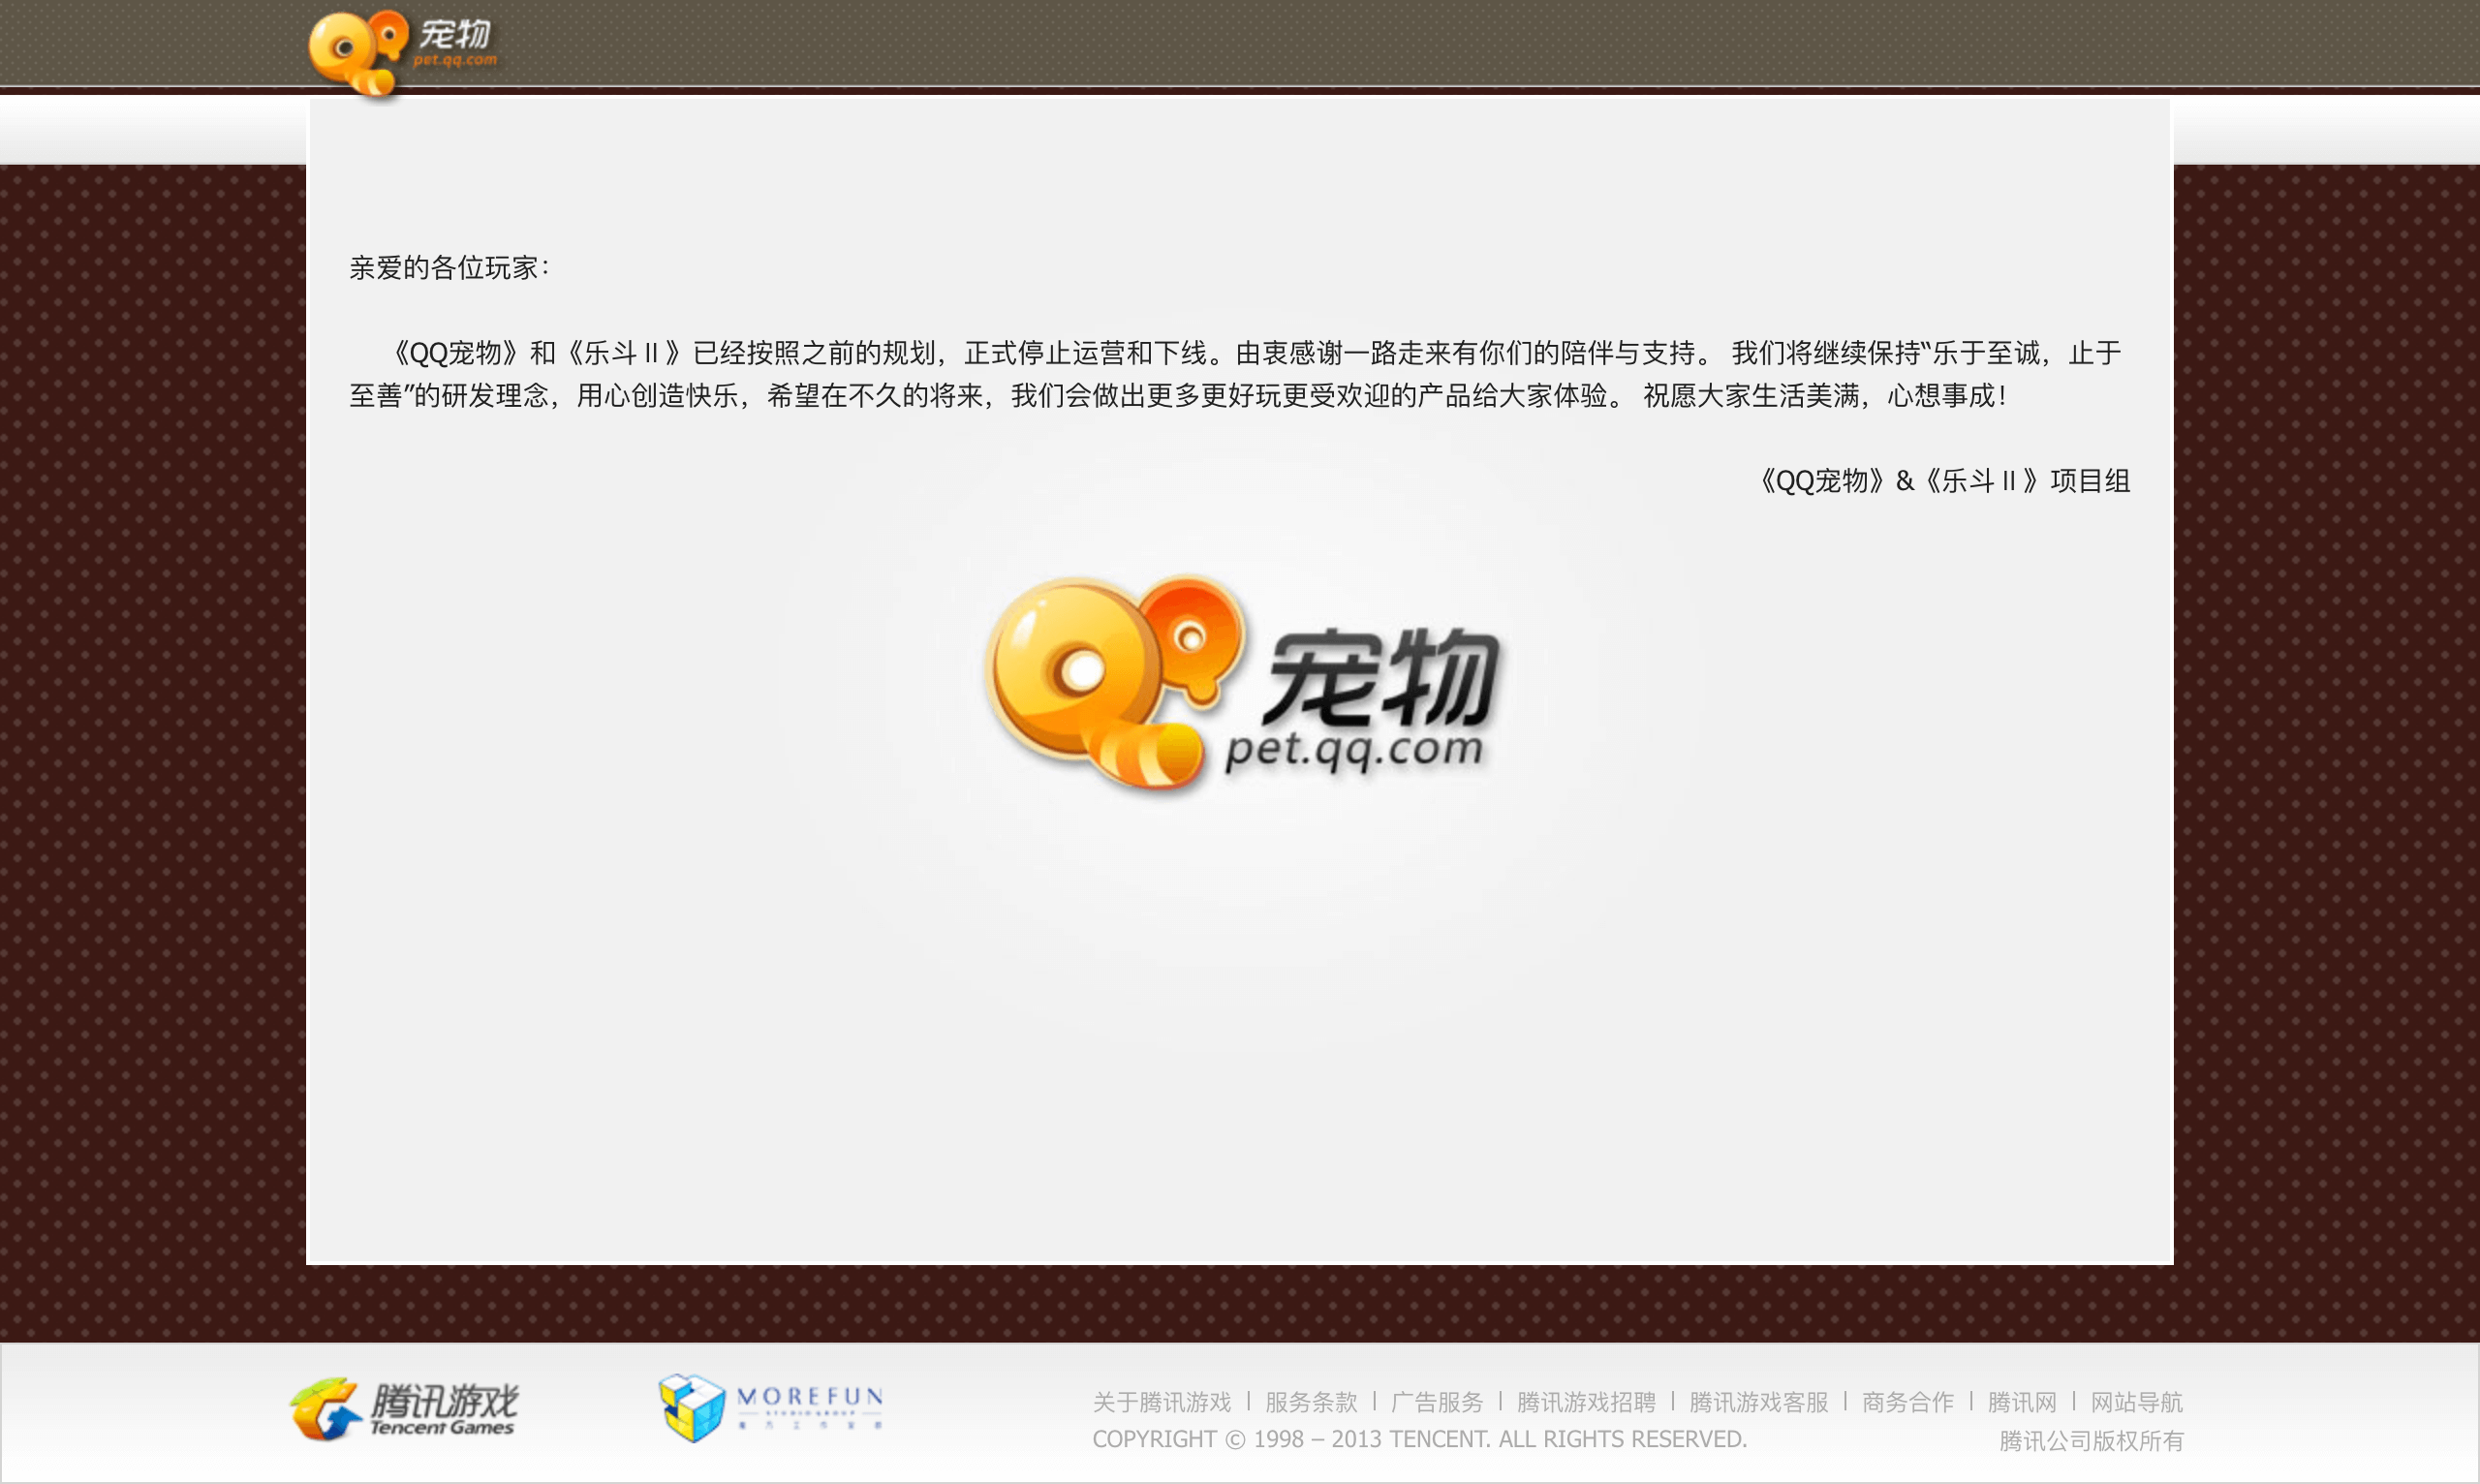 宠物
pet.qq.com
亲爱的各位玩家：
《QQ宠物》和《乐斗Ⅱ》已经按照之前的规划，正式停止运营和下线。由衷感谢一路走来有你们的陪伴与支持。 我们将继续保持“乐于至诚，止于
至善”的研发理念，用心创造快乐，希望在不久的将来，我们会做出更多更好玩更受欢迎的产品给大家体验。 祝愿大家生活美满，心想事成！
《QQ宠物》&《乐斗Ⅱ》项目组
宠物
pet.qq.com
腾讯游戏
Tencent Games
MOREFUN
关于腾讯游戏 | 服务条款 | 广告服务 | 腾讯游戏招聘 | 腾讯游戏客服 | 商务合作 | 腾讯网 | 网站导航
COPYRIGHT © 1998 – 2013 TENCENT. ALL RIGHTS RESERVED. 腾讯公司版权所有